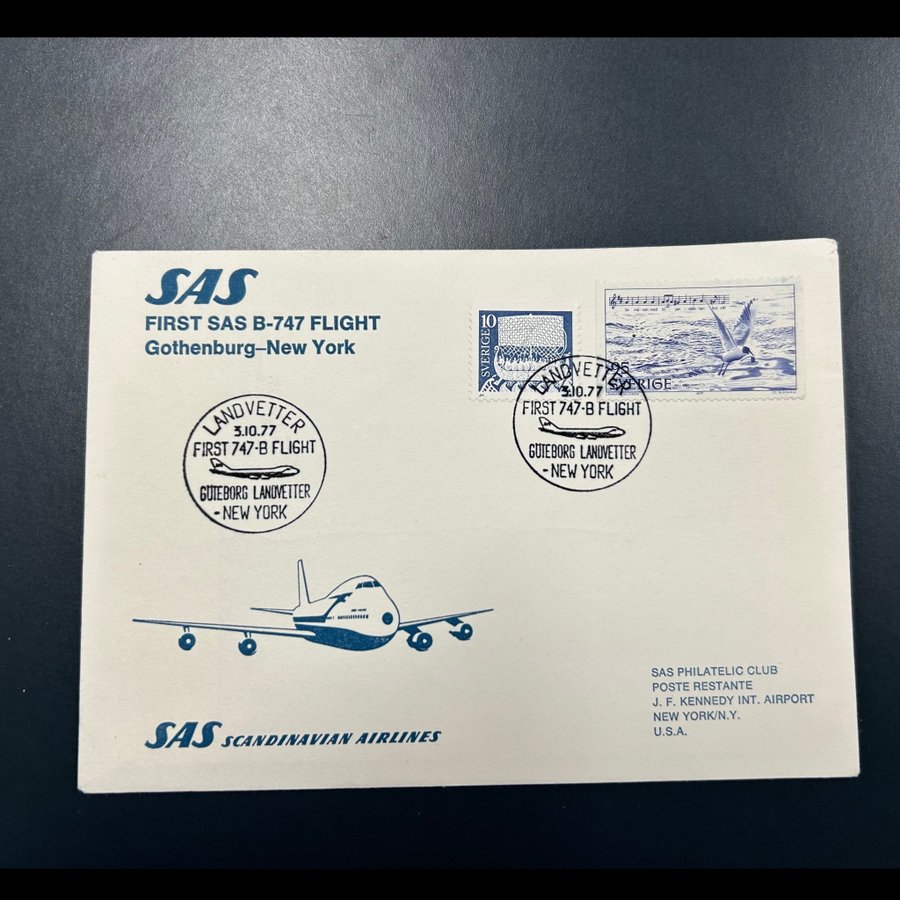 SAS
FIRST SAS B-747 FLIGHT
Gothenburg–New York
10
SVERIGE
95
SVERIGE
LANDVETTER
3.10.77
FIRST 747-B FLIGHT
GÖTEBORG LANDVETTER
- NEW YORK
LANDVETTER
3.10.77
FIRST 747-B FLIGHT
GÖTEBORG LANDVETTER
- NEW YORK
SAS SCANDINAVIAN AIRLINES
SAS PHILATELIC CLUB
POSTE RESTANTE
J. F. KENNEDY INT. AIRPORT
NEW YORK/N.Y.
U.S.A.